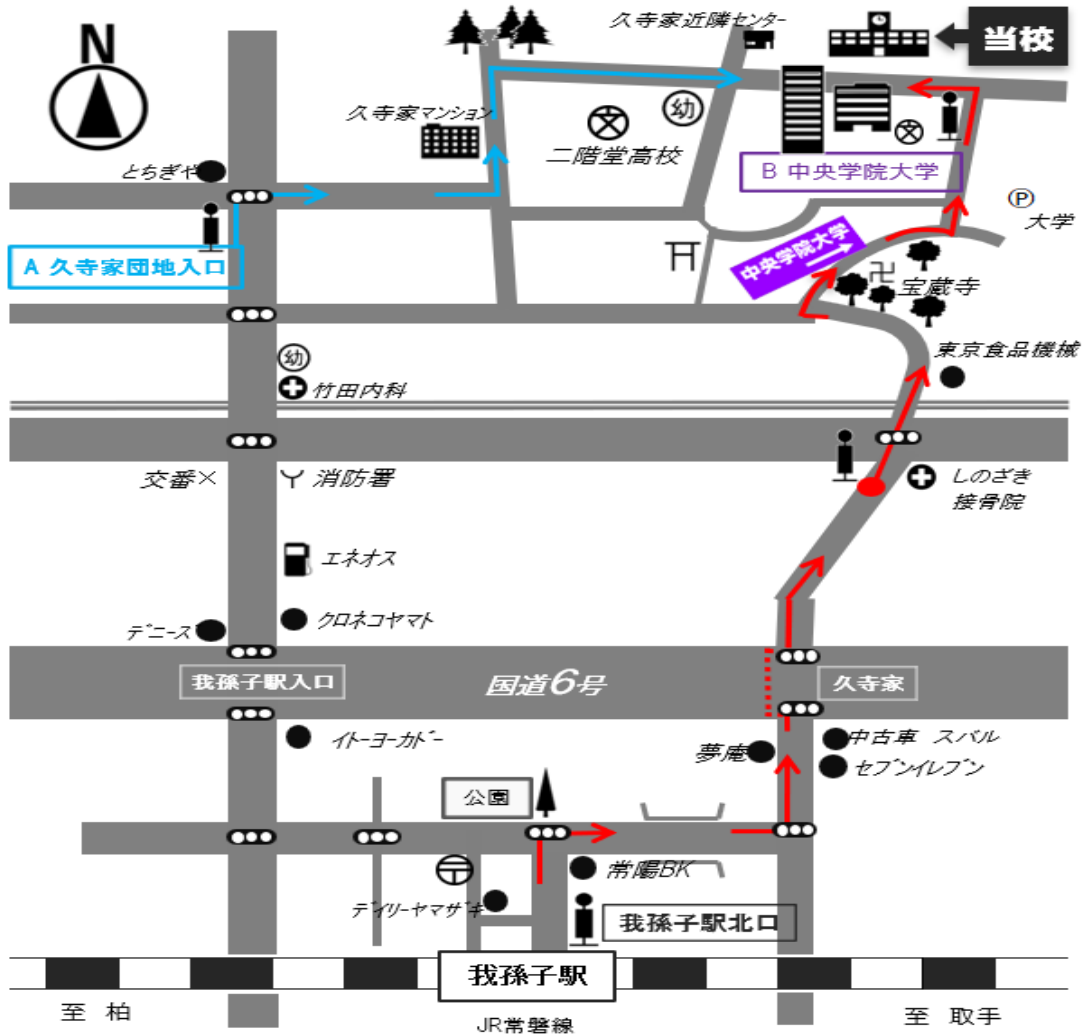 N
久寺家近隣センター
当校
久寺家マンション
幼
文
二階堂高校
とちぎや
文
B 中央学院大学
P
大学
A 久寺家団地入口
中央学院大学
卍
宝蔵寺
幼
東京食品機械
竹田内科
交番×
消防署
しのざき
接骨院
エネオス
クロネコヤマト
デニーズ
我孫子駅入口
国道6号
久寺家
イトーヨーカドー
夢庵
中古車 スバル
セブンイレブン
公園
〒
常陽BK
デイリーヤマザキ
我孫子駅北口
我孫子駅
至 柏
JR常磐線
至 取手